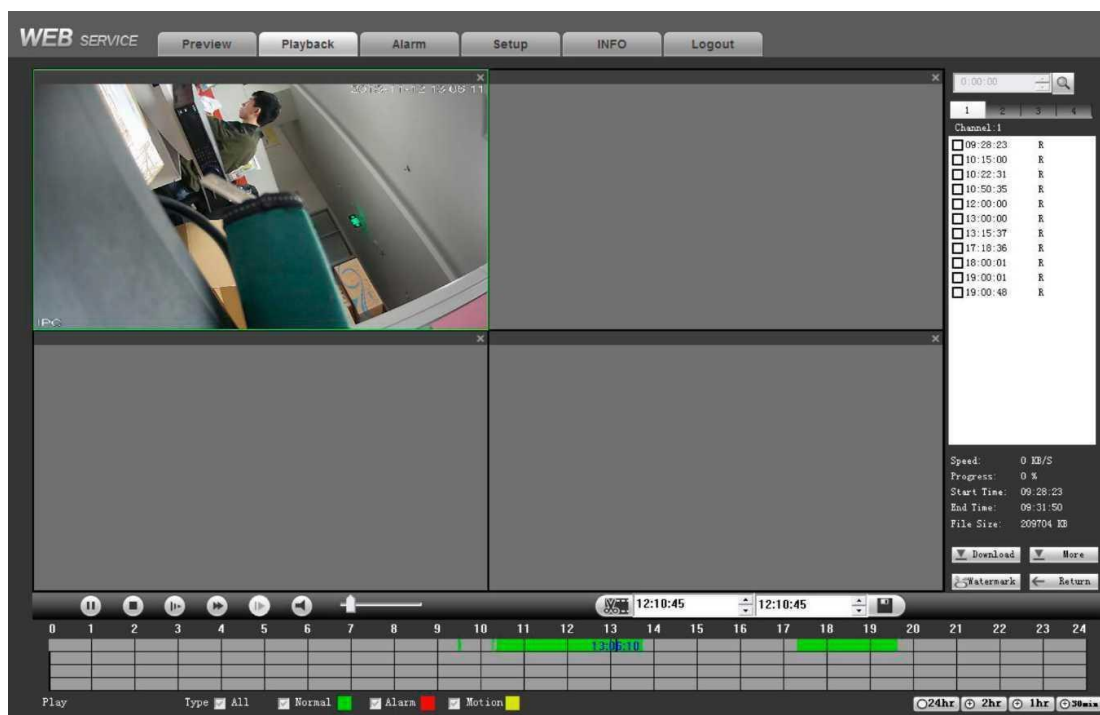 WEB SERVICE
Preview
Playback
Alarm
Setup
INFO
Logout
0:00:00
1 2 3 4
Channel:1
09:28:23 R
10:15:00 R
10:22:31 R
10:50:35 R
12:00:00 R
13:00:00 R
13:15:37 R
17:18:36 R
18:00:01 R
19:00:01 R
19:00:48 R
IPC
Speed: 0 KB/S
Progress: 0 %
Start Time: 09:28:23
End Time: 09:31:50
File Size: 209704 KB
Download More
Watermark Return
12:10:45 12:10:45
0 1 2 3 4 5 6 7 8 9 10 11 12 13 14 15 16 17 18 19 20 21 22 23 24
13:05:10
Play Type All Normal Alarm Motion 24hr 2hr 1hr 30min